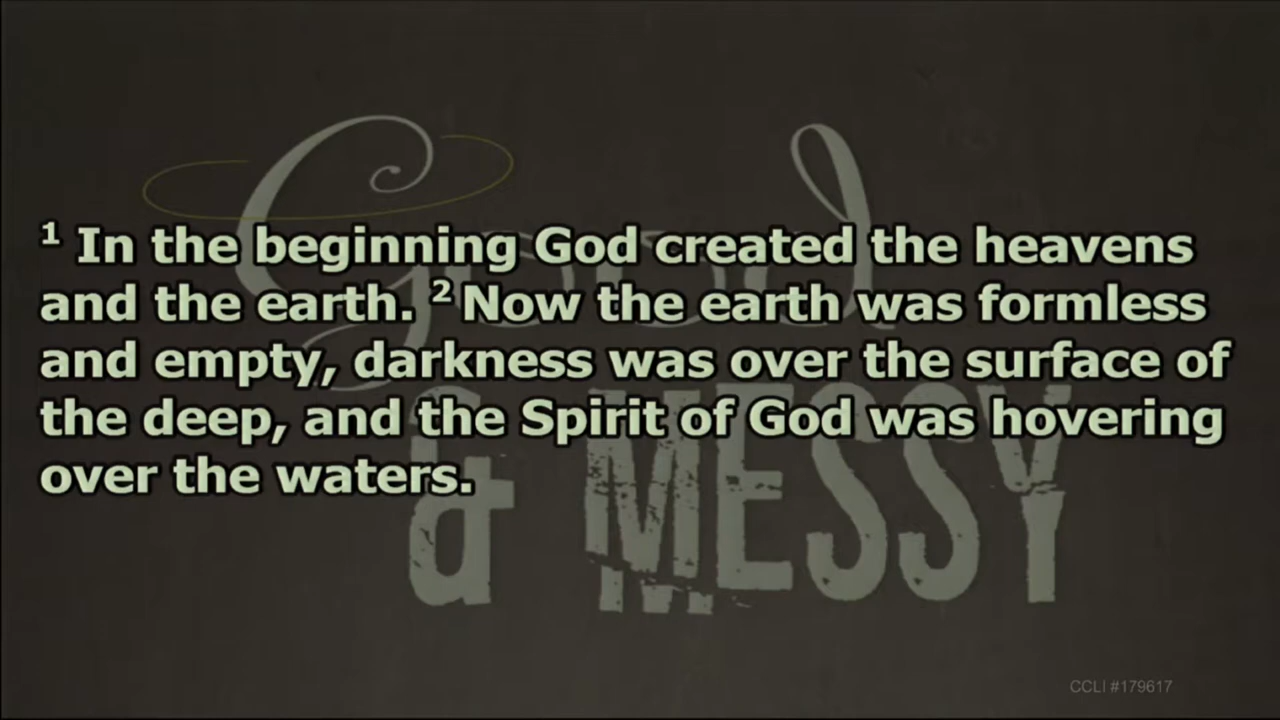 ¹ In the beginning God created the heavens
and the earth. ² Now the earth was formless
and empty, darkness was over the surface of
the deep, and the Spirit of God was hovering
over the waters.
Good
& MESSY
CCLI #179617